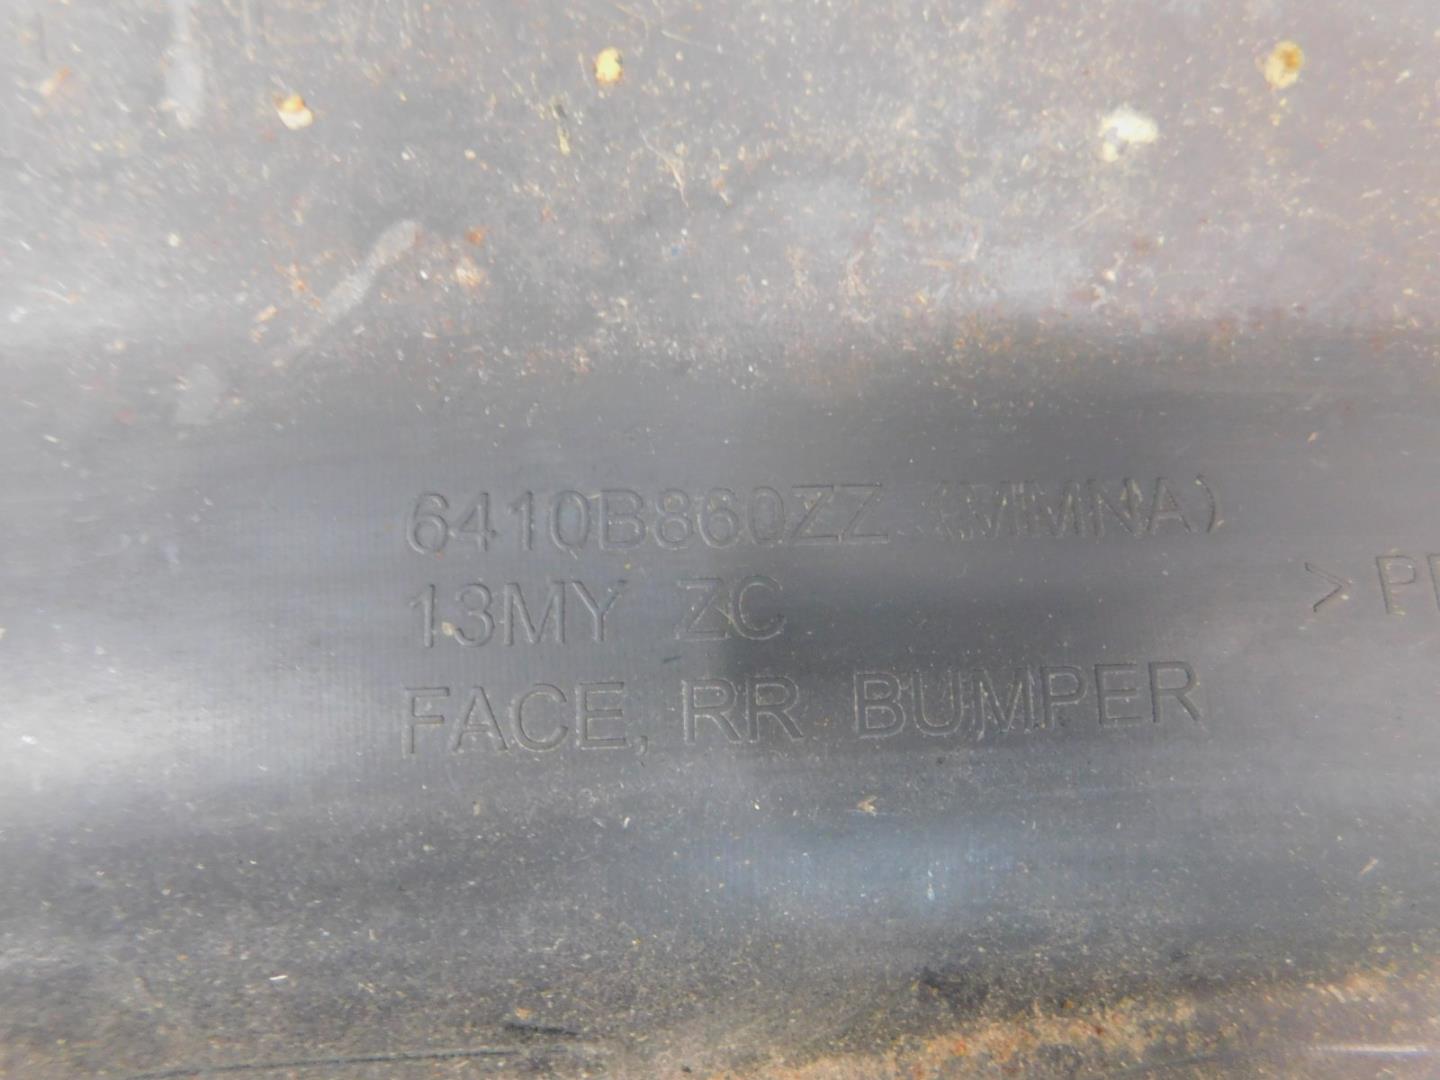 6410B860ZZ (MMNA)
13MY ZC
FACE, RR BUMPER